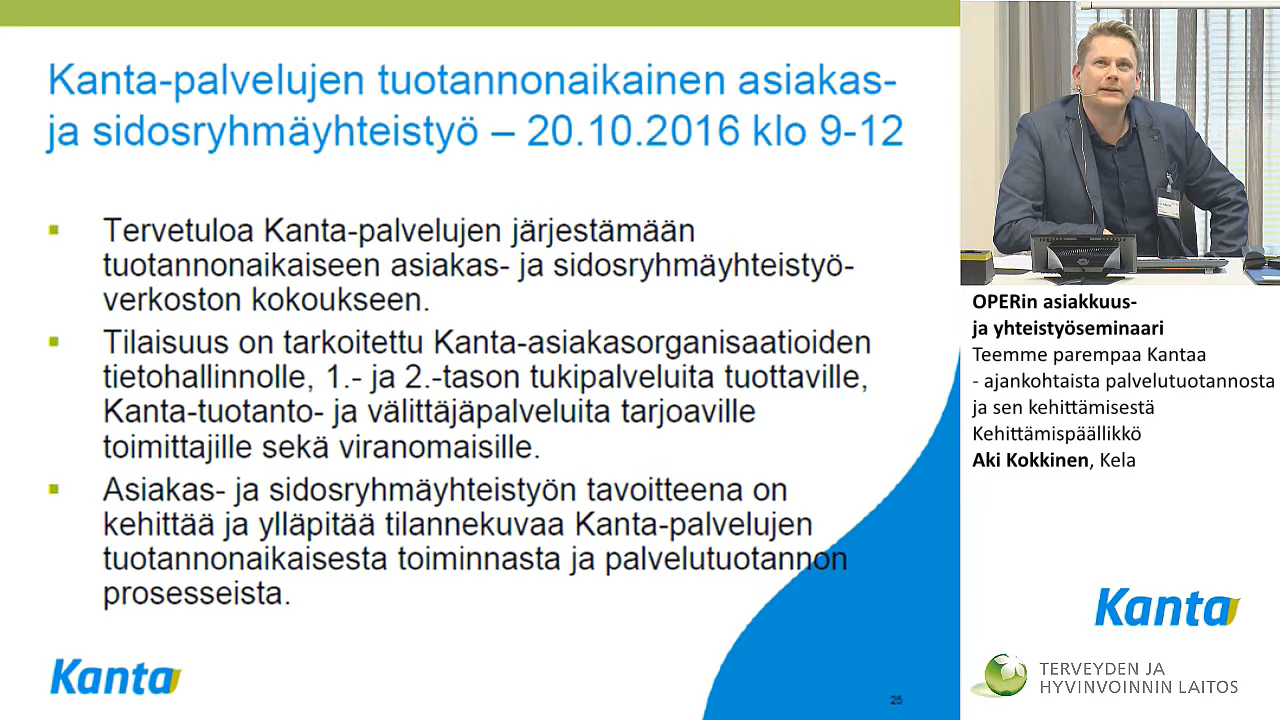 Kanta-palvelujen tuotannonaikainen asiakas-
ja sidosryhmäyhteistyö – 20.10.2016 klo 9-12
▪ Tervetuloa Kanta-palvelujen järjestämään
tuotannonaikaiseen asiakas- ja sidosryhmäyhteistyö-
verkoston kokoukseen.
▪ Tilaisuus on tarkoitettu Kanta-asiakasorganisaatioiden
tietohallinnolle, 1.- ja 2.-tason tukipalveluita tuottaville,
Kanta-tuotanto- ja välittäjäpalveluita tarjoaville
toimittajille sekä viranomaisille.
▪ Asiakas- ja sidosryhmäyhteistyön tavoitteena on
kehittää ja ylläpitää tilannekuvaa Kanta-palvelujen
tuotannonaikaisesta toiminnasta ja palvelutuotannon
prosesseista.
Kanta
25
OPERin asiakkuus-
ja yhteistyöseminaari
Teemme parempaa Kantaa
- ajankohtaista palvelutuotannosta
ja sen kehittämisestä
Kehittämispäällikkö
Aki Kokkinen, Kela
Kanta
TERVEYDEN JA
HYVINVOINNIN LAITOS